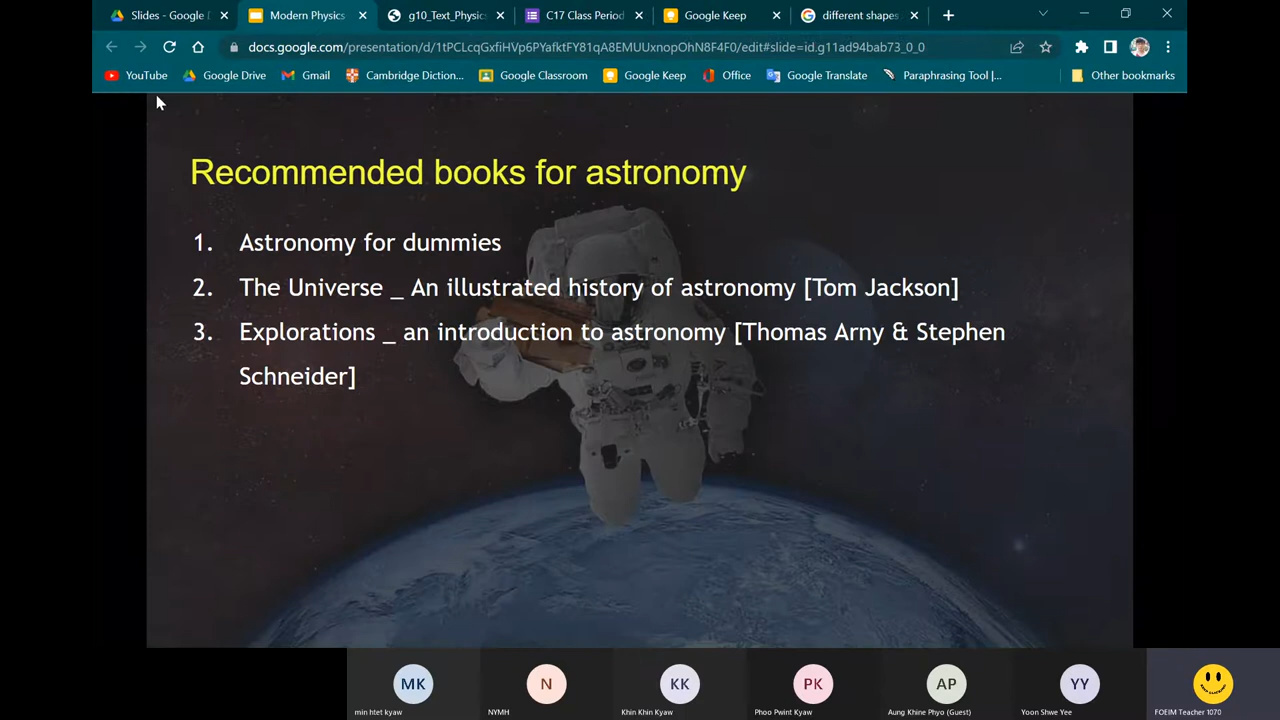 Slides - Google D
Modern Physics
g10_Text_Physics
C17 Class Period
Google Keep
different shapes
docs.google.com/presentation/d/1tPCLcqGxfiHVp6PYafktFY81qA8EMUUxnopOhN8F4F0/edit#slide=id.g11ad94bab73_0_0
YouTube
Google Drive
Gmail
Cambridge Diction...
Google Classroom
Google Keep
Office
Google Translate
Paraphrasing Tool |...
Other bookmarks
Recommended books for astronomy
1. Astronomy for dummies
2. The Universe _ An illustrated history of astronomy [Tom Jackson]
3. Explorations _ an introduction to astronomy [Thomas Arny & Stephen
Schneider]
MK
N
KK
PK
AP
YY
min htet kyaw
NYMH
Khin Khin Kyaw
Phoo Pwint Kyaw
Aung Khine Phyo (Guest)
Yoon Shwe Yee
FOEIM Teacher 1070